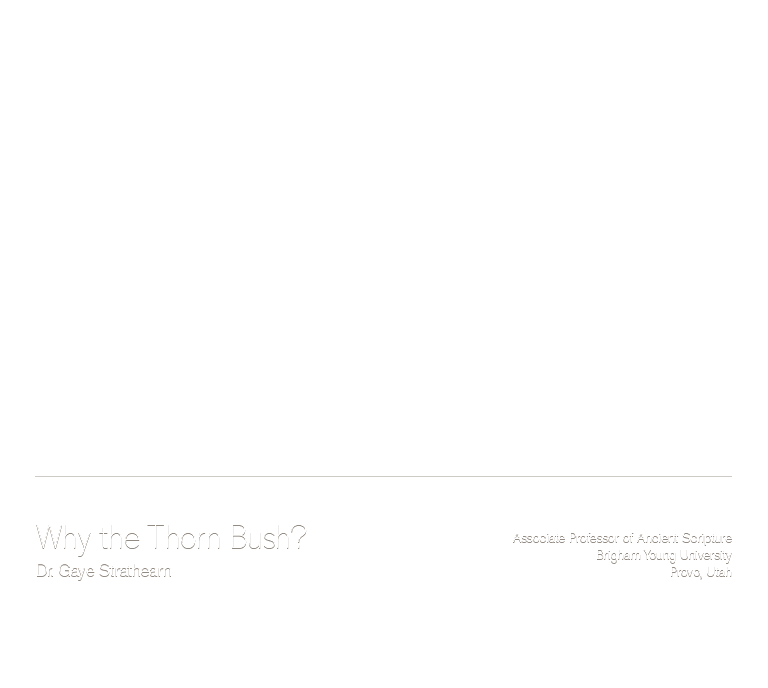 Why the Thorn Bush?
Dr. Gaye Strathearn
Associate Professor of Ancient Scripture
Brigham Young University
Provo, Utah